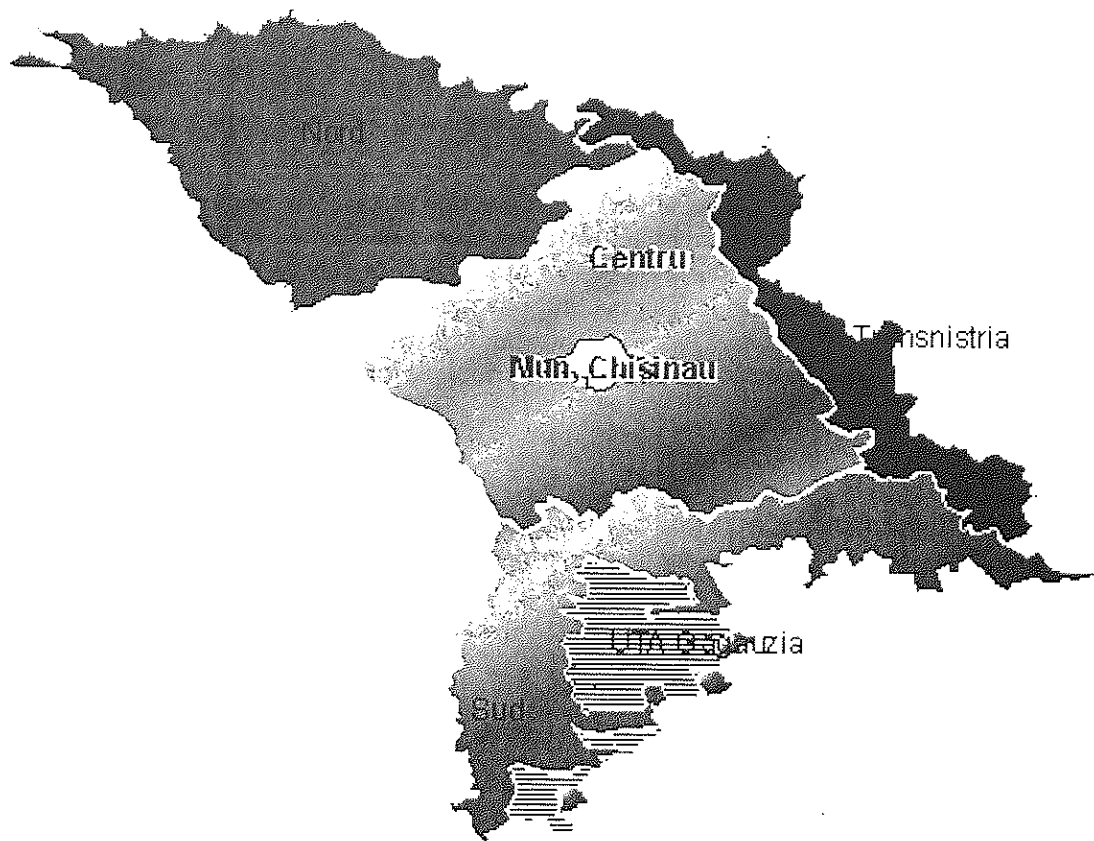 Nord
Centru
Transnistria
Mun, Chisinau
UTA Gagauzia
Sud